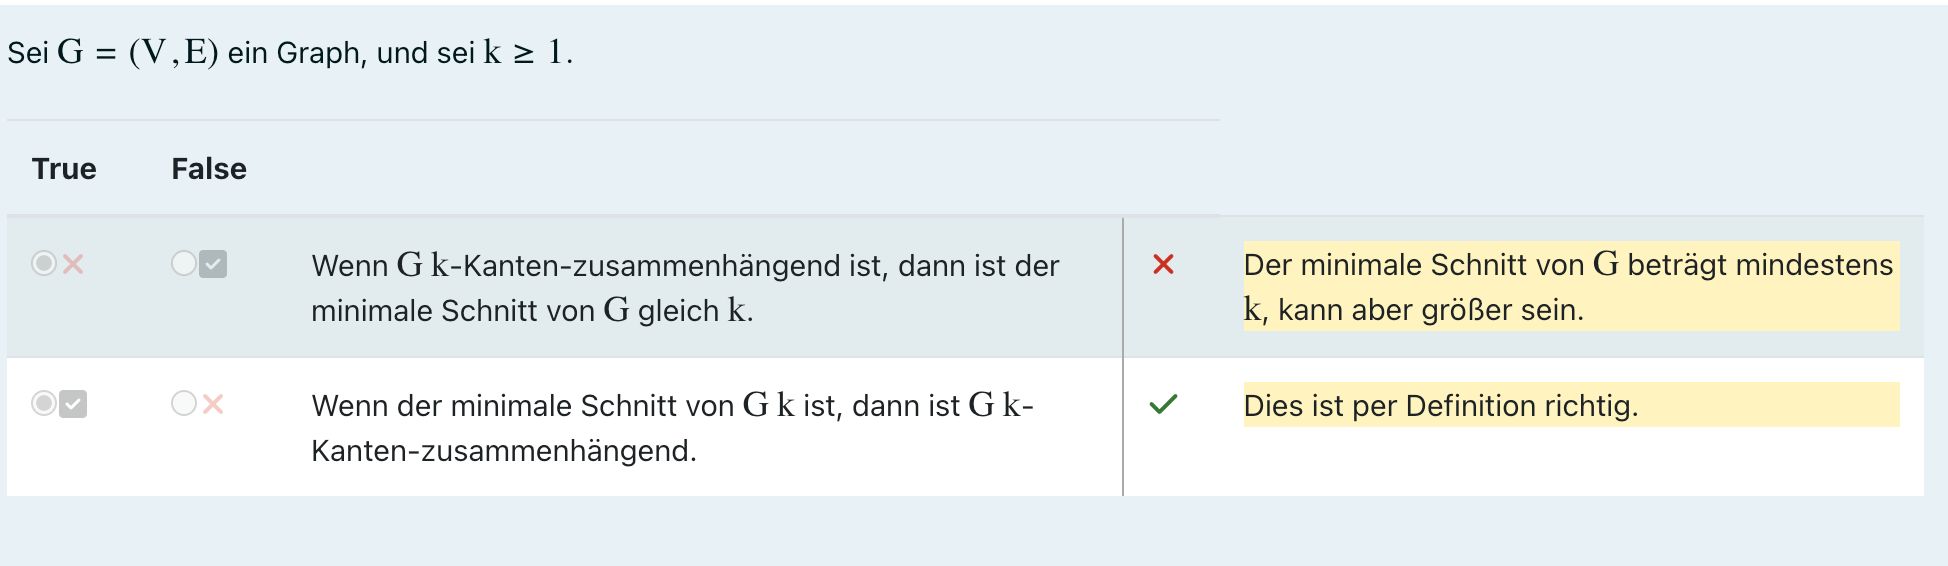 Sei G = (V, E) ein Graph, und sei k ≥ 1.
True False
Wenn G k-Kanten-zusammenhängend ist, dann ist der
minimale Schnitt von G gleich k.
Der minimale Schnitt von G beträgt mindestens
k, kann aber größer sein.
Wenn der minimale Schnitt von G k ist, dann ist G k-
Kanten-zusammenhängend.
Dies ist per Definition richtig.